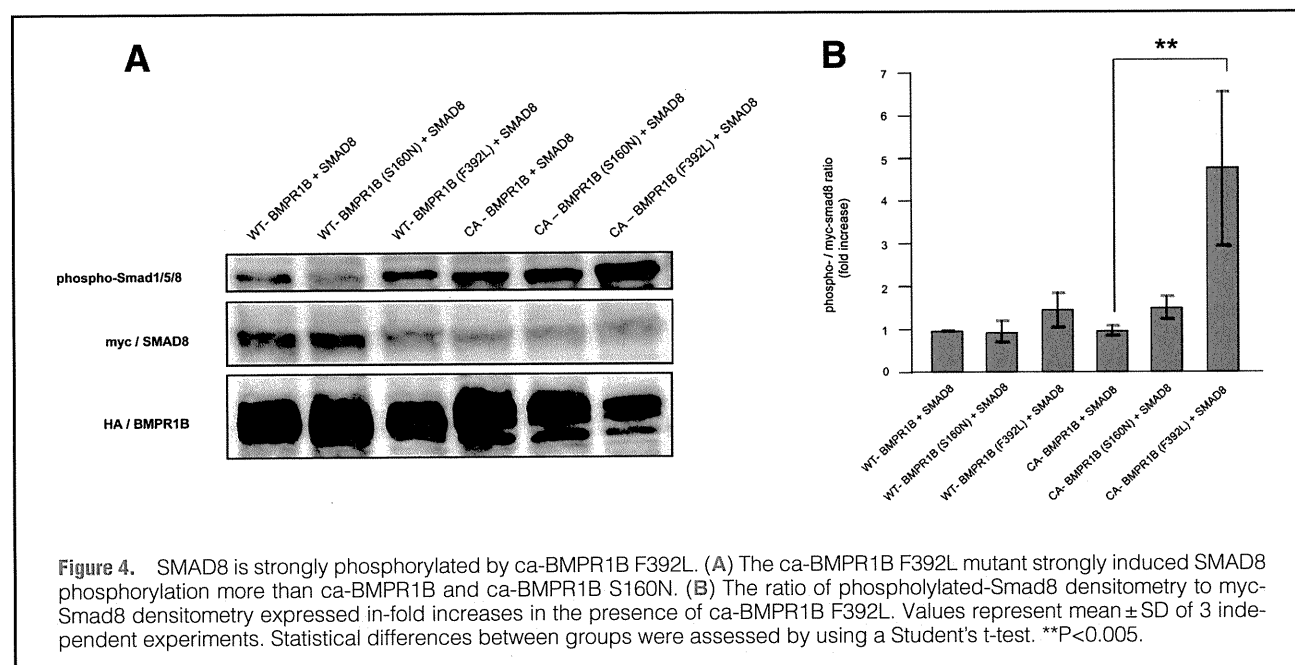 A
WT- BMPR1B + SMAD8
WT- BMPR1B (S160N) + SMAD8
WT- BMPR1B (F392L) + SMAD8
CA - BMPR1B + SMAD8
CA – BMPR1B (S160N) + SMAD8
CA – BMPR1B (F392L) + SMAD8
phospho-Smad1/5/8
myc / SMAD8
HA / BMPR1B
B
**
7
6
5
4
3
2
1
0
phospho- / myc-smad8 ratio
(fold increase)
WT- BMPR1B + SMAD8
WT- BMPR1B (S160N) + SMAD8
WT- BMPR1B (F392L) + SMAD8
CA- BMPR1B + SMAD8
CA- BMPR1B (S160N) + SMAD8
CA- BMPR1B (F392L) + SMAD8
Figure 4. SMAD8 is strongly phosphorylated by ca-BMPR1B F392L. (A) The ca-BMPR1B F392L mutant strongly induced SMAD8
phosphorylation more than ca-BMPR1B and ca-BMPR1B S160N. (B) The ratio of phospholylated-Smad8 densitometry to myc-
Smad8 densitometry expressed in-fold increases in the presence of ca-BMPR1B F392L. Values represent mean ± SD of 3 inde-
pendent experiments. Statistical differences between groups were assessed by using a Student's t-test. **P<0.005.